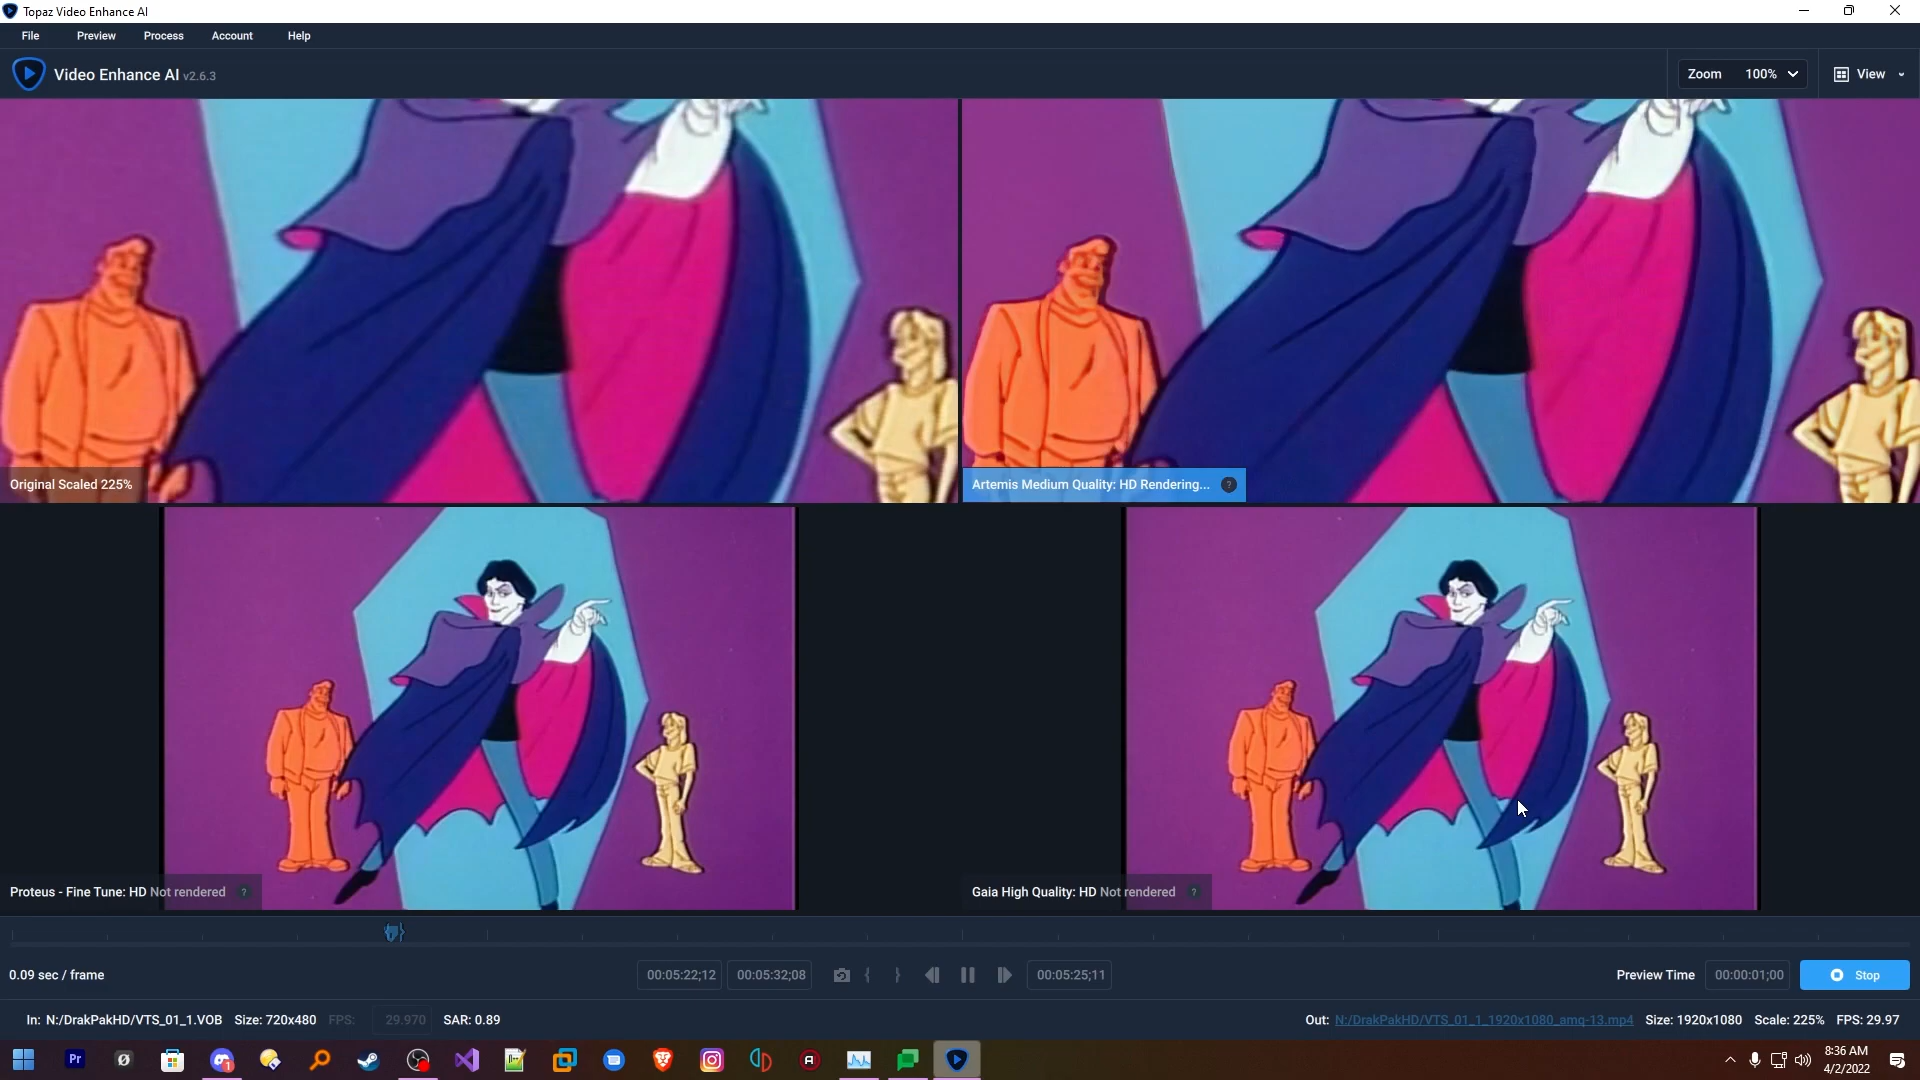 Topaz Video Enhance AI
File Preview Process Account Help
Video Enhance AI v2.6.3
Zoom 100% View
Original Scaled 225%
Artemis Medium Quality: HD Rendering... ?
Proteus - Fine Tune: HD Not rendered ?
Gaia High Quality: HD Not rendered ?
0.09 sec / frame
00:05:22;12 00:05:32;08 { } 00:05:25;11
Preview Time 00:00:01;00 Stop
In: N:/DrakPakHD/VTS_01_1.VOB Size: 720x480 FPS: 29.970 SAR: 0.89
Out: N:/DrakPakHD/VTS_01_1_1920x1080_amq-13.mp4 Size: 1920x1080 Scale: 225% FPS: 29.97
Pr
1
8:36 AM
4/2/2022